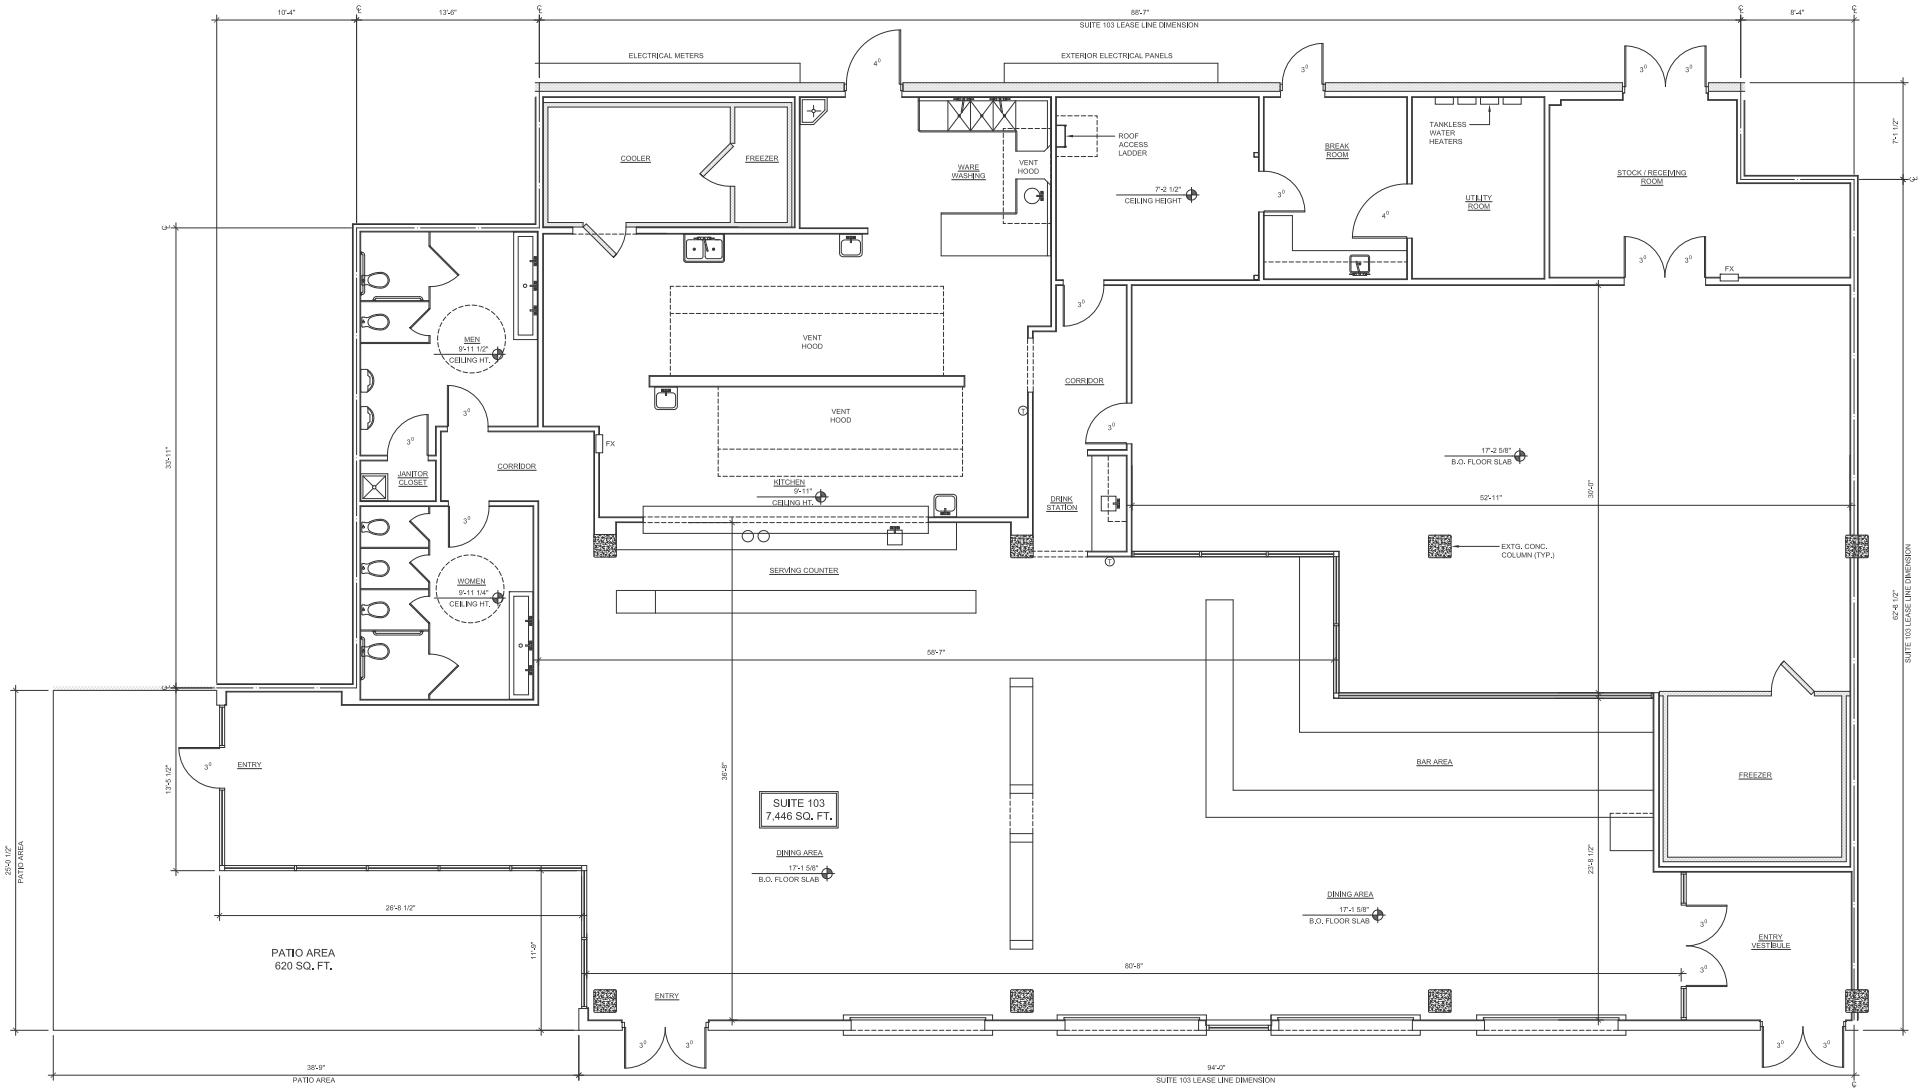 10'-4"
13'-6"
88'-7"
SUITE 103 LEASE LINE DIMENSION
8'-4"
ELECTRICAL METERS
EXTERIOR ELECTRICAL PANELS
4⁰
3⁰
3⁰
3⁰
7'-1 1/2"
COOLER
FREEZER
WARE
WASHING
VENT
HOOD
ROOF
ACCESS
LADDER
7'-2 1/2"
CEILING HEIGHT
BREAK
ROOM
3⁰
4⁰
TANKLESS
WATER
HEATERS
UTILITY
ROOM
STOCK / RECEIVING
ROOM
3⁰
3⁰
FX
MEN
9'-11 1/2"
CEILING HT.
3⁰
3⁰
VENT
HOOD
VENT
HOOD
3⁰
CORRIDOR
T
3⁰
FX
CORRIDOR
JANITOR
CLOSET
33'-11"
KITCHEN
9'-11"
CEILING HT.
DRINK
STATION
17'-2 5/8"
B.O. FLOOR SLAB
30'-0"
52'-11"
3⁰
EXTG. CONC.
COLUMN (TYP.)
T
SERVING COUNTER
WOMEN
9'-11 1/4"
CEILING HT.
62'-8 1/2"
SUITE 103 LEASE LINE DIMENSION
58'-7"
3⁰
ENTRY
13'-5 1/2"
36'-8"
BAR AREA
FREEZER
SUITE 103
7,446 SQ. FT.
DINING AREA
17'-1 5/8"
B.O. FLOOR SLAB
25'-0 1/2"
PATIO AREA
23'-8 1/2"
26'-8 1/2"
DINING AREA
17'-1 5/8"
B.O. FLOOR SLAB
3⁰
3⁰
ENTRY
VESTIBULE
PATIO AREA
620 SQ. FT.
11'-9"
80'-8"
ENTRY
3⁰
3⁰
3⁰
3⁰
38'-9"
PATIO AREA
94'-0"
SUITE 103 LEASE LINE DIMENSION